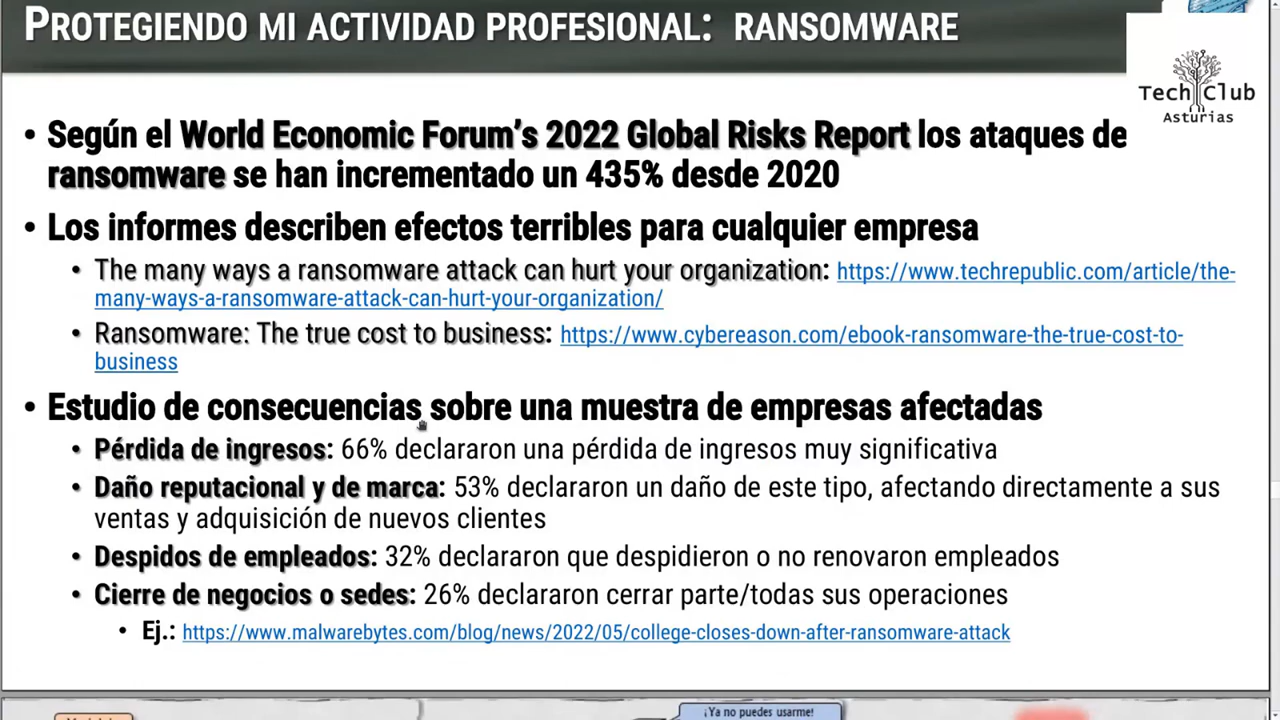 PROTEGIENDO MI ACTIVIDAD PROFESIONAL: RANSOMWARE
Tech Club
Asturias
• Según el World Economic Forum's 2022 Global Risks Report los ataques de
ransomware se han incrementado un 435% desde 2020
• Los informes describen efectos terribles para cualquier empresa
• The many ways a ransomware attack can hurt your organization: https://www.techrepublic.com/article/the-
many-ways-a-ransomware-attack-can-hurt-your-organization/
• Ransomware: The true cost to business: https://www.cybereason.com/ebook-ransomware-the-true-cost-to-
business
• Estudio de consecuencias sobre una muestra de empresas afectadas
• Pérdida de ingresos: 66% declararon una pérdida de ingresos muy significativa
• Daño reputacional y de marca: 53% declararon un daño de este tipo, afectando directamente a sus
ventas y adquisición de nuevos clientes
• Despidos de empleados: 32% declararon que despidieron o no renovaron empleados
• Cierre de negocios o sedes: 26% declararon cerrar parte/todas sus operaciones
• Ej.: https://www.malwarebytes.com/blog/news/2022/05/college-closes-down-after-ransomware-attack
¡Ya no puedes usarme!